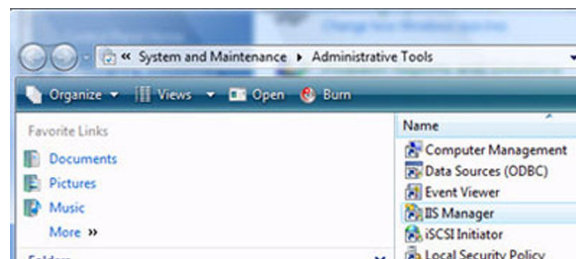 « System and Maintenance ▸ Administrative Tools
Organize Views Open Burn
Favorite Links
Documents
Pictures
Music
More »
Folders
Name
Computer Management
Data Sources (ODBC)
Event Viewer
IIS Manager
iSCSI Initiator
Local Security Policy